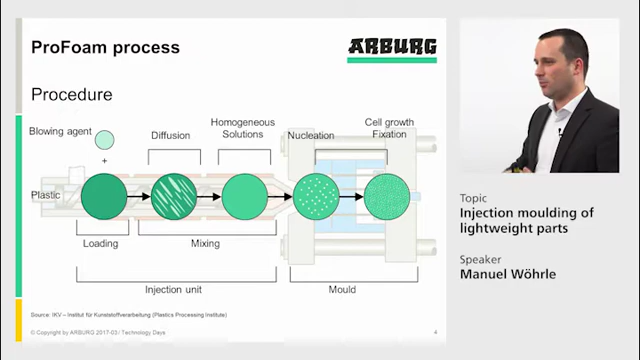 ProFoam process
ARBURG
Procedure
Blowing agent
+
Plastic
Diffusion
Homogeneous
Solutions
Nucleation
Cell growth
Fixation
Loading
Mixing
Injection unit
Mould
Source: IKV – Institut für Kunststoffverarbeitung (Plastics Processing Institute)
© Copyright by ARBURG 2017-03 / Technology Days
4
Topic
Injection moulding of
lightweight parts
Speaker
Manuel Wöhrle